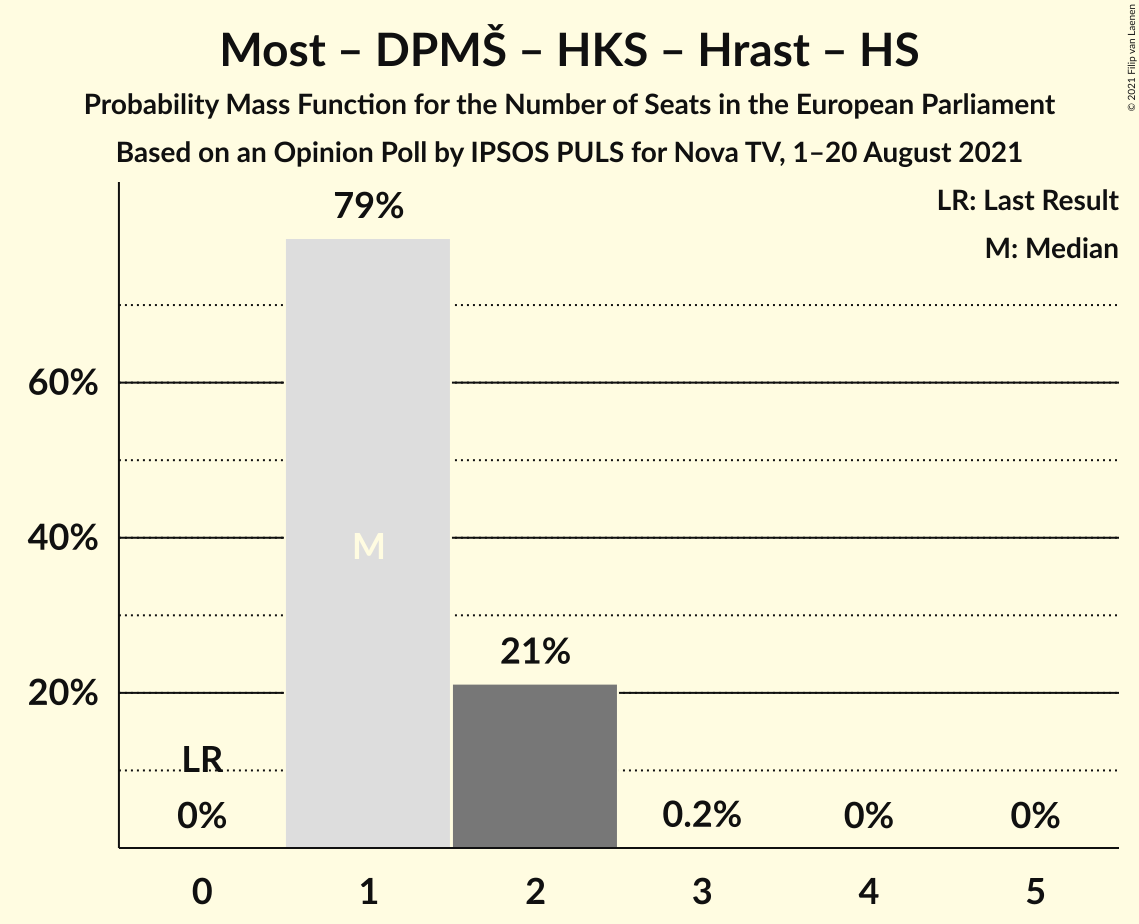 Most – DPMŠ – HKS – Hrast – HS
Probability Mass Function for the Number of Seats in the European Parliament
Based on an Opinion Poll by IPSOS PULS for Nova TV, 1–20 August 2021
© 2021 Filip van Laenen
LR: Last Result
M: Median
79%
60%
40%
M
21%
20%
LR
0%
0.2%
0%
0%
0 1 2 3 4 5